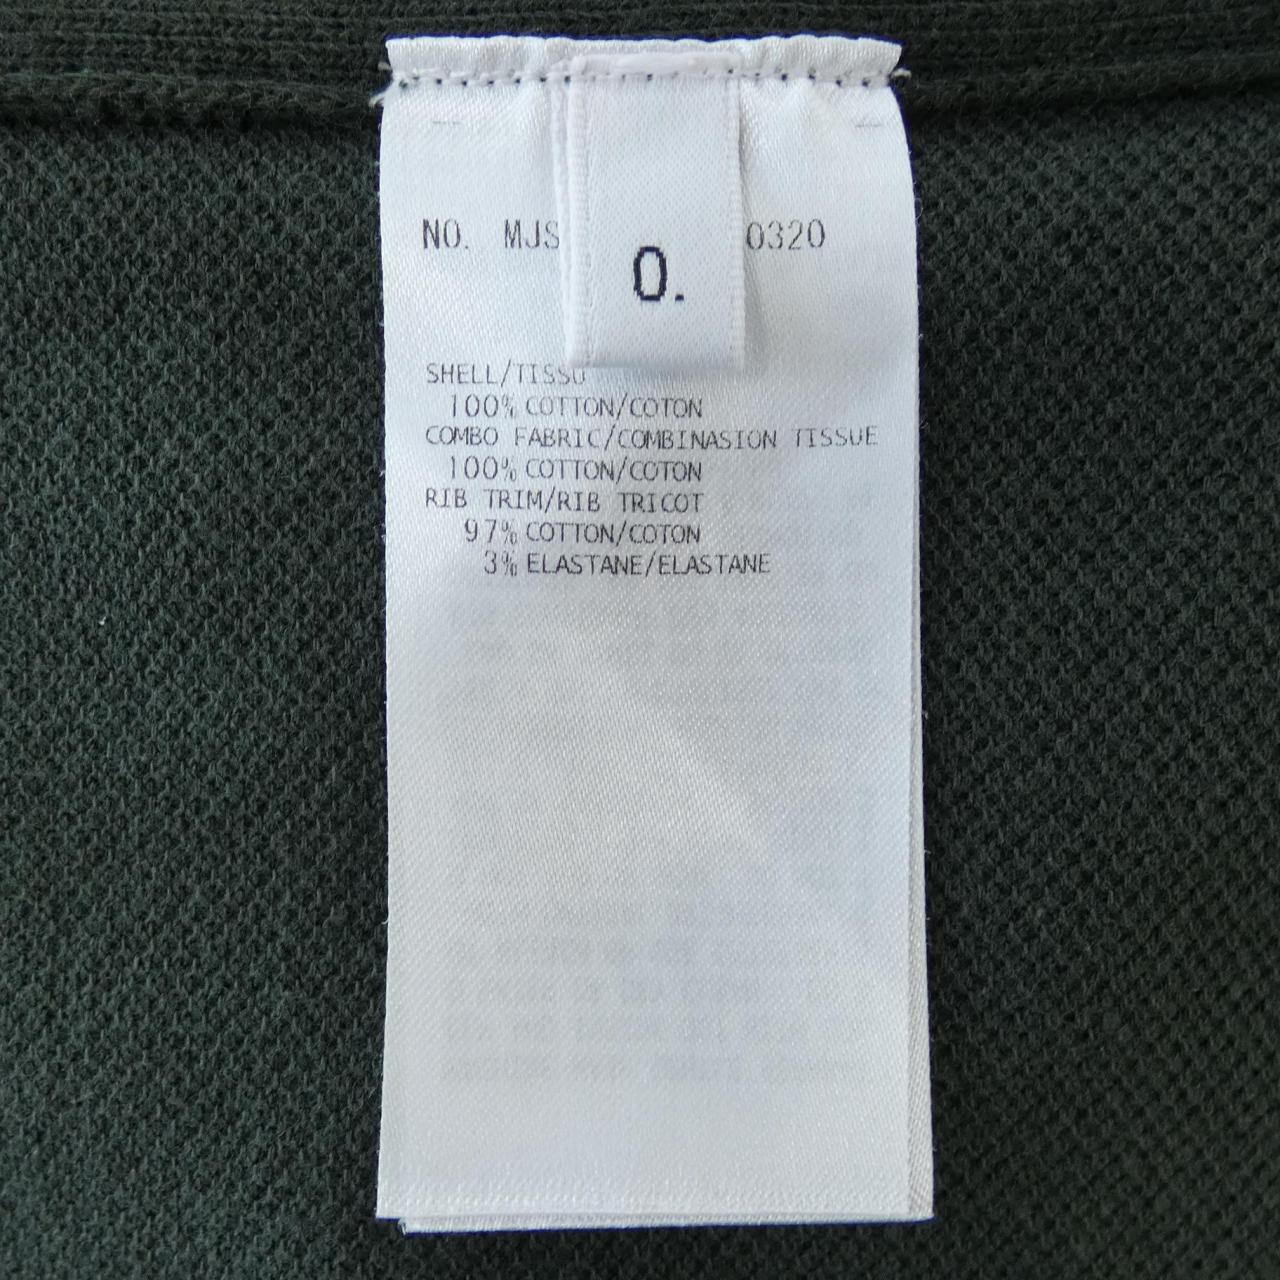 NO. MJS 0320
0.
SHELL/TISSU
100% COTTON/COTON
COMBO FABRIC/COMBINASION TISSUE
100% COTTON/COTON
RIB TRIM/RIB TRICOT
97% COTTON/COTON
3% ELASTANE/ELASTANE